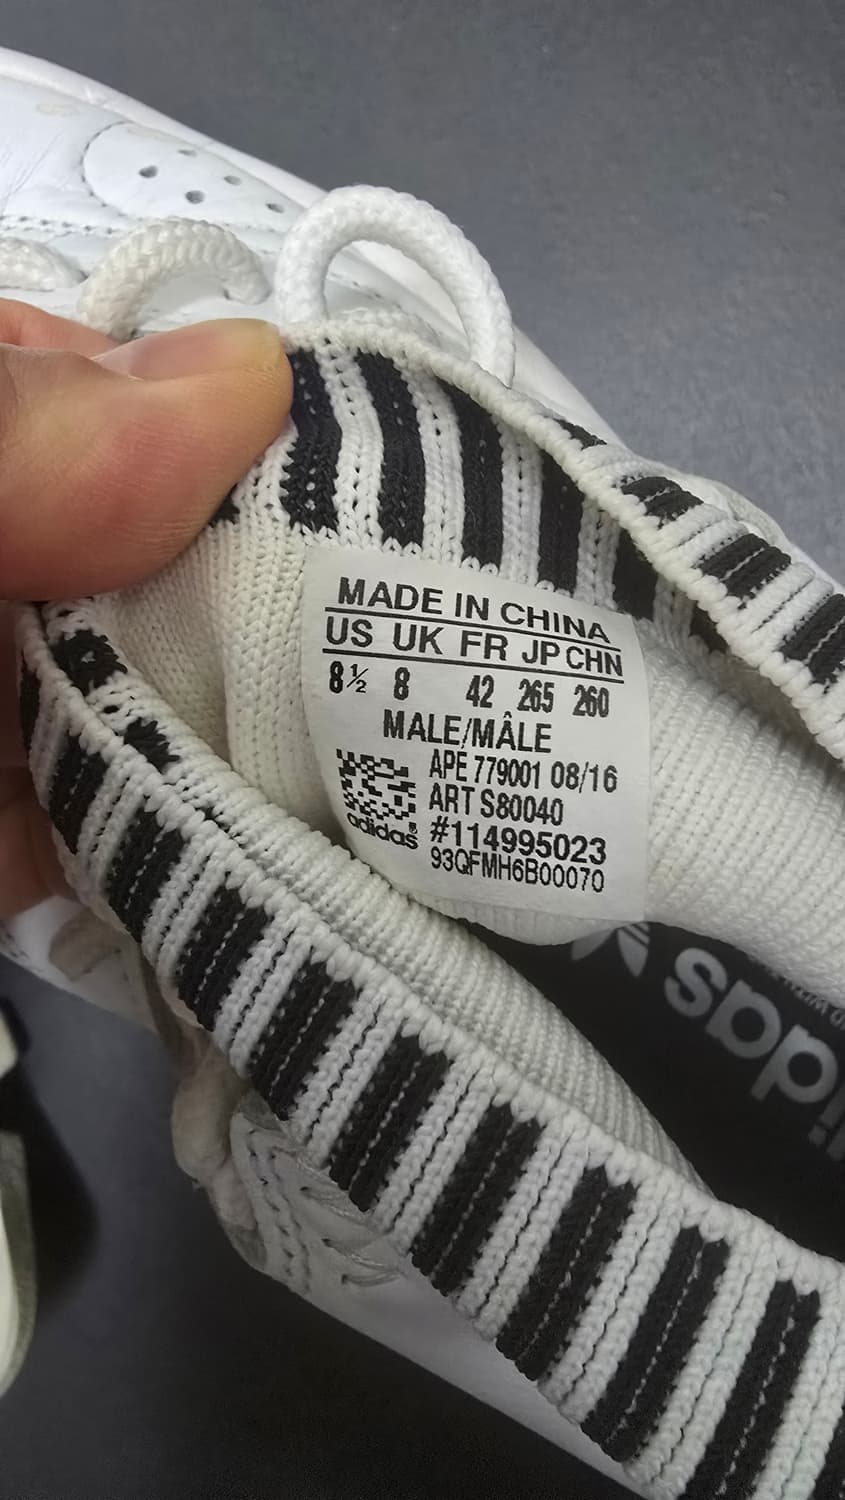 MADE IN CHINA
US UK FR JP CHN
8½ 8 42 265 260
MALE/MÂLE
APE 779001 08/16
ART S80040
adidas® #114995023
93QFMH6B00070